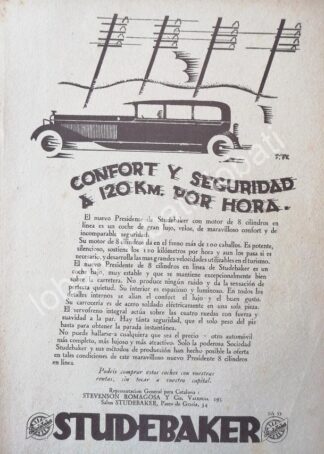 CONFORT Y SEGURIDAD
A 120 KM. POR HORA.
El nuevo Presidente de Studebaker con motor de 8 cilindros en
línea es un coche de gran lujo, veloz, de maravilloso confort y de
incomparable seguridad.
Su motor de 8 cilindros da en el freno más de 100 caballos. Es potente,
silencioso, sostiene los 120 kilómetros por hora y aun los pasa si es
necesario, y desarrolla las mas grandes velocidades utilizables en el turismo.
El nuevo Presidente de 8 cilindros en línea de Studebaker es un
coche bajo, muy estable y que se mantiene excepcionalmente bien
sobre la carretera. No produce ningún ruido y da la sensación de
perfecta quietud. Su interior es espacioso y luminoso. En todos los
detalles internos se alían el confort el lujo y el buen gusto.
Su carrocería es de acero soldado eléctricamente en una sola pieza.
El servofreno integral actúa sobre las cuatro ruedas con fuerza y
suavidad a la par. Hay tanta seguridad, que el solo peso del pie
basta para obtener la parada instantánea.
No puede hallarse a cualquiera que sea el precio - otro automóvil
más completo, más lujoso y más atractivo. Solo la poderosa Sociedad
Studebaker y sus métodos de producción han hecho posible la oferta
en tales condiciones de este maravilloso nuevo Presidente 8 cilindros
en línea.
Podéis comprar estos coches con vuestras
rentas, sin tocar a vuestro capital.
Representacion General para Cataluña:
STEVENSON ROMAGOSA Y Cía, Valencia 295
Salon STUDEBAKER, Paseo de Gracia, 54
STUDEBAKER